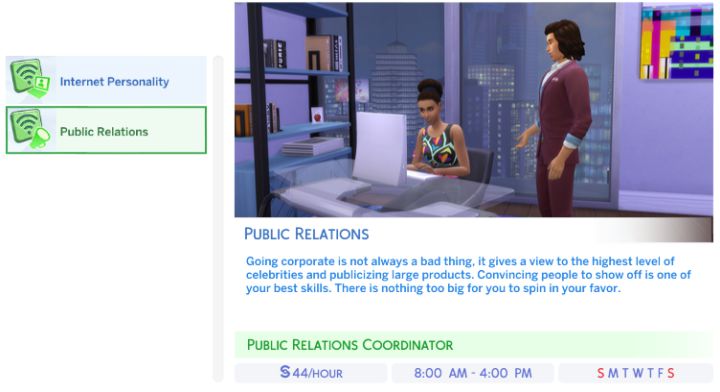 Internet Personality
Public Relations
PUBLIC RELATIONS
Going corporate is not always a bad thing, it gives a view to the highest level of
celebrities and publicizing large products. Convincing people to show off is one of
your best skills. There is nothing too big for you to spin in your favor.
PUBLIC RELATIONS COORDINATOR
§44/HOUR
8:00 AM - 4:00 PM
S M T W T F S